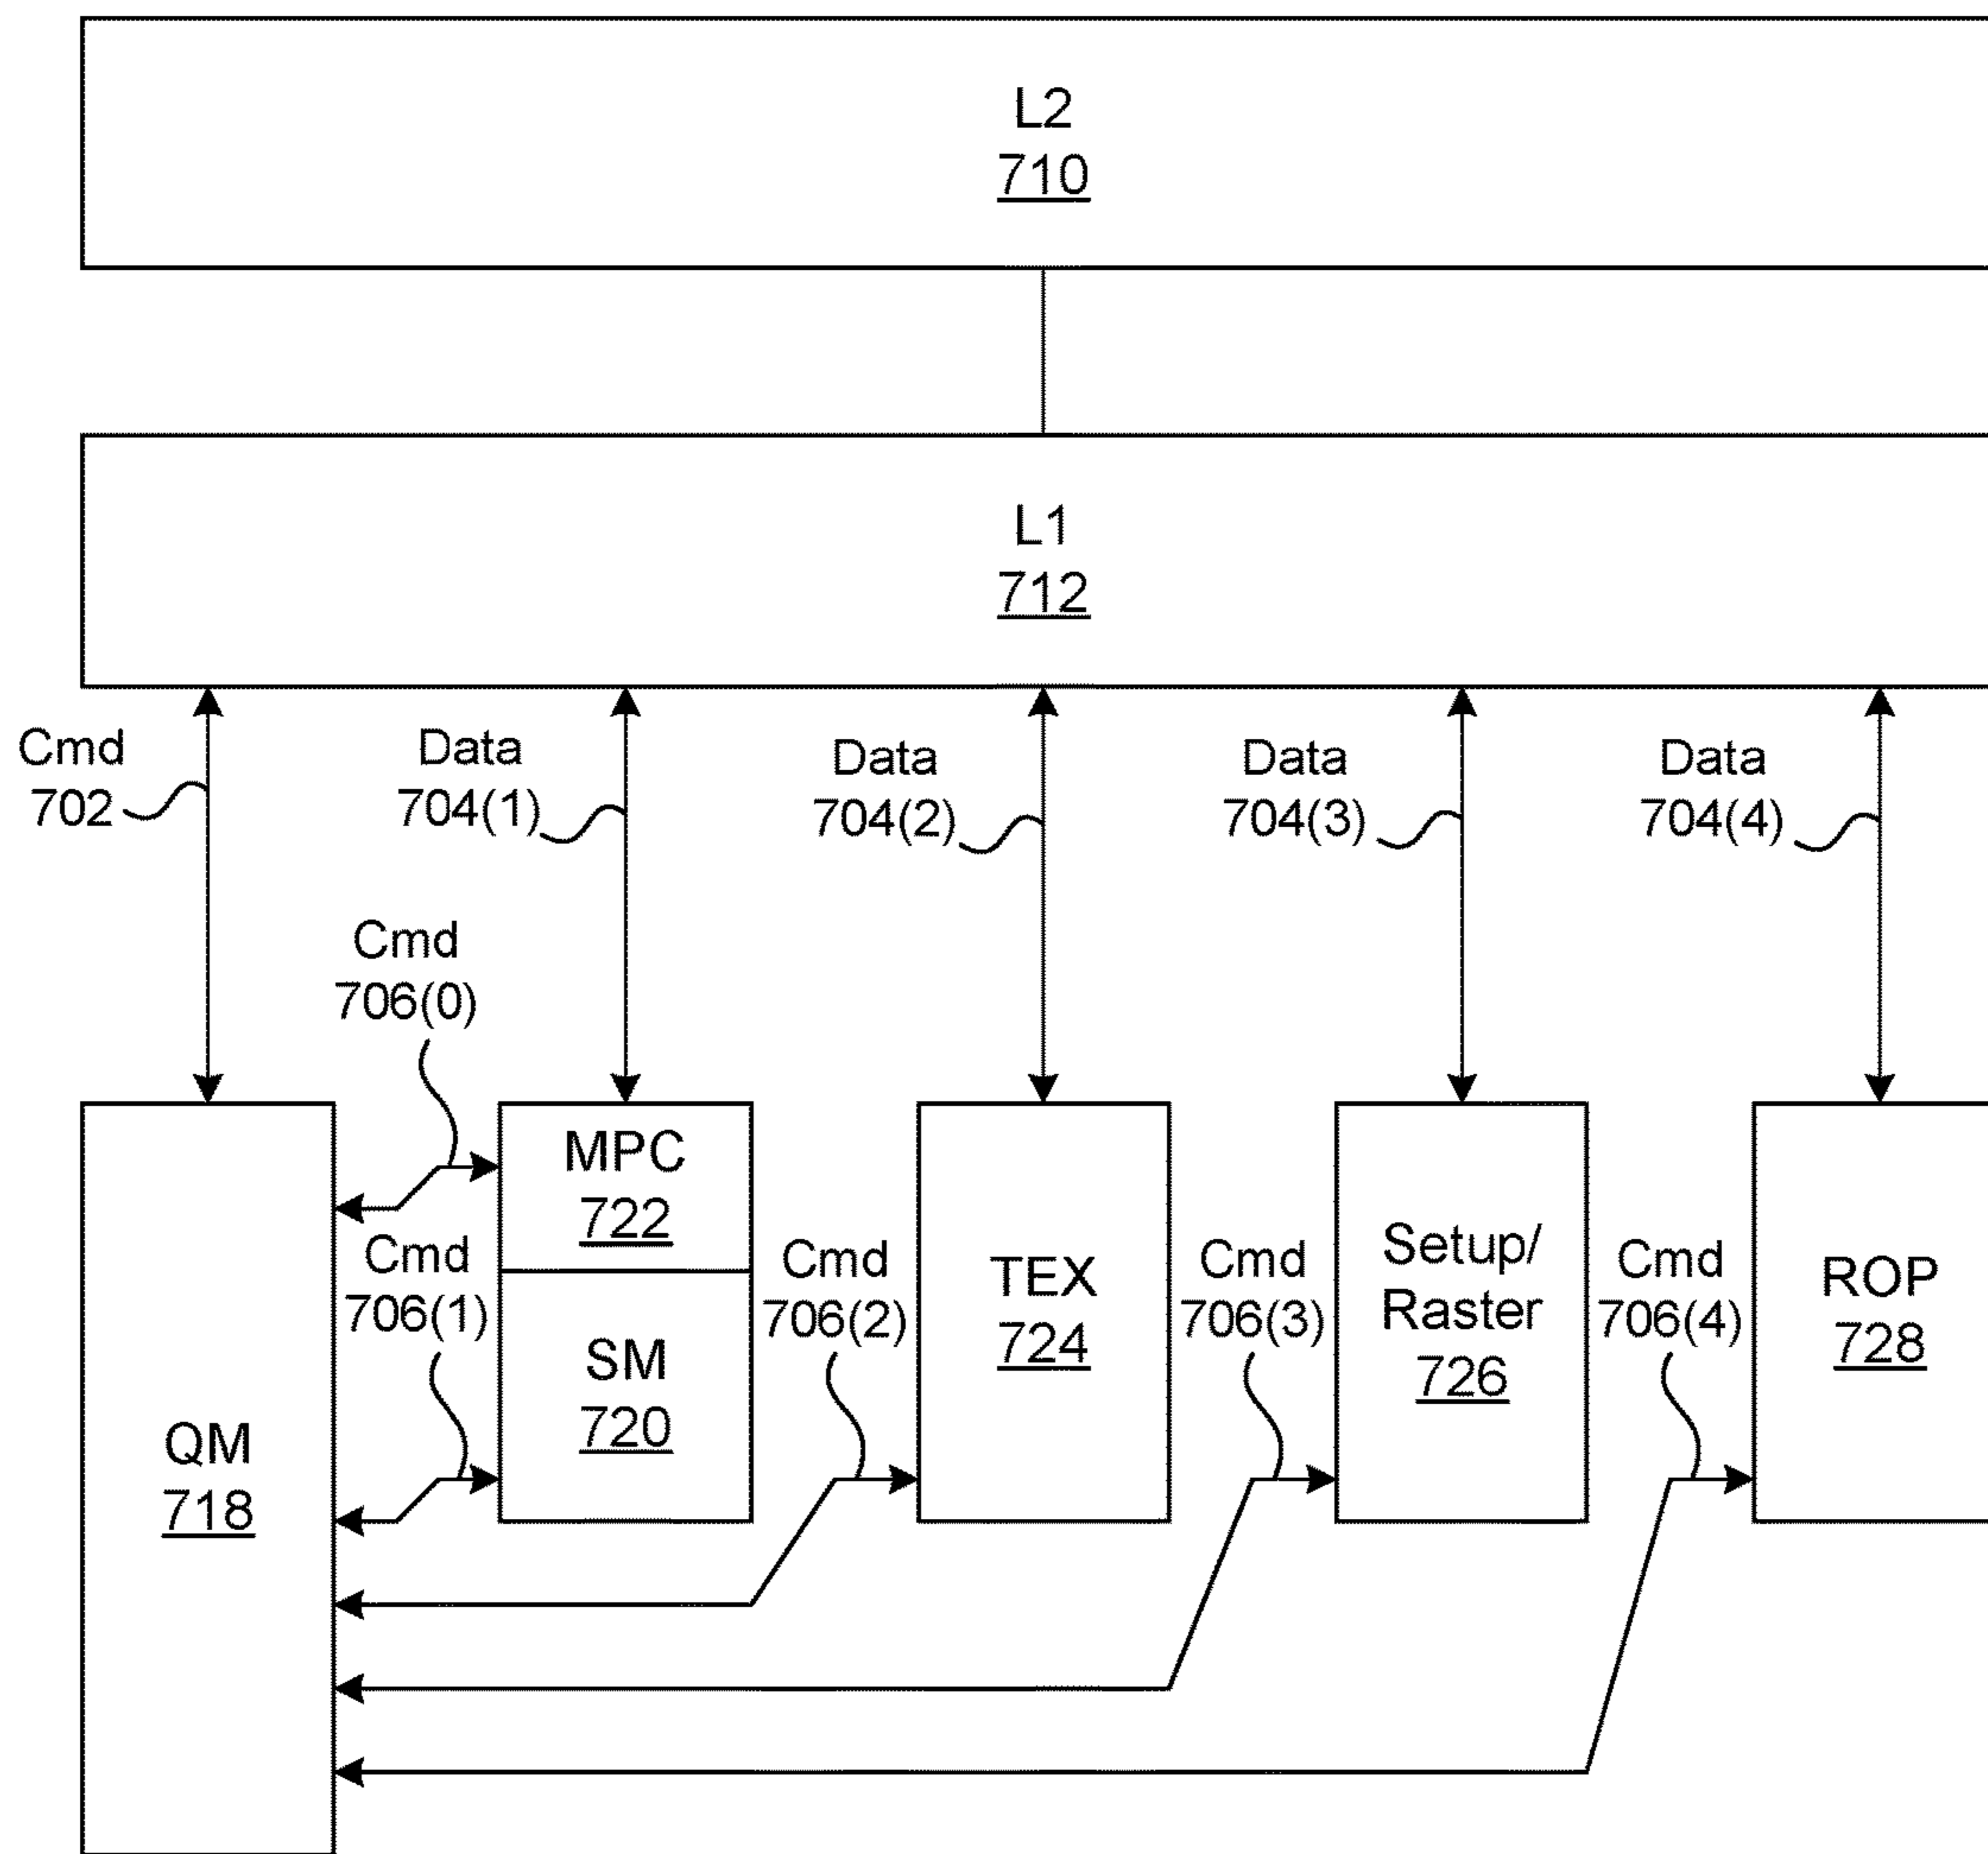 L2
710
L1
712
Cmd
702
Data
704(1)
Data
704(2)
Data
704(3)
Data
704(4)
Cmd
706(0)
MPC
722
Cmd
706(1)
SM
720
Cmd
706(2)
TEX
724
Cmd
706(3)
Setup/
Raster
726
Cmd
706(4)
ROP
728
QM
718